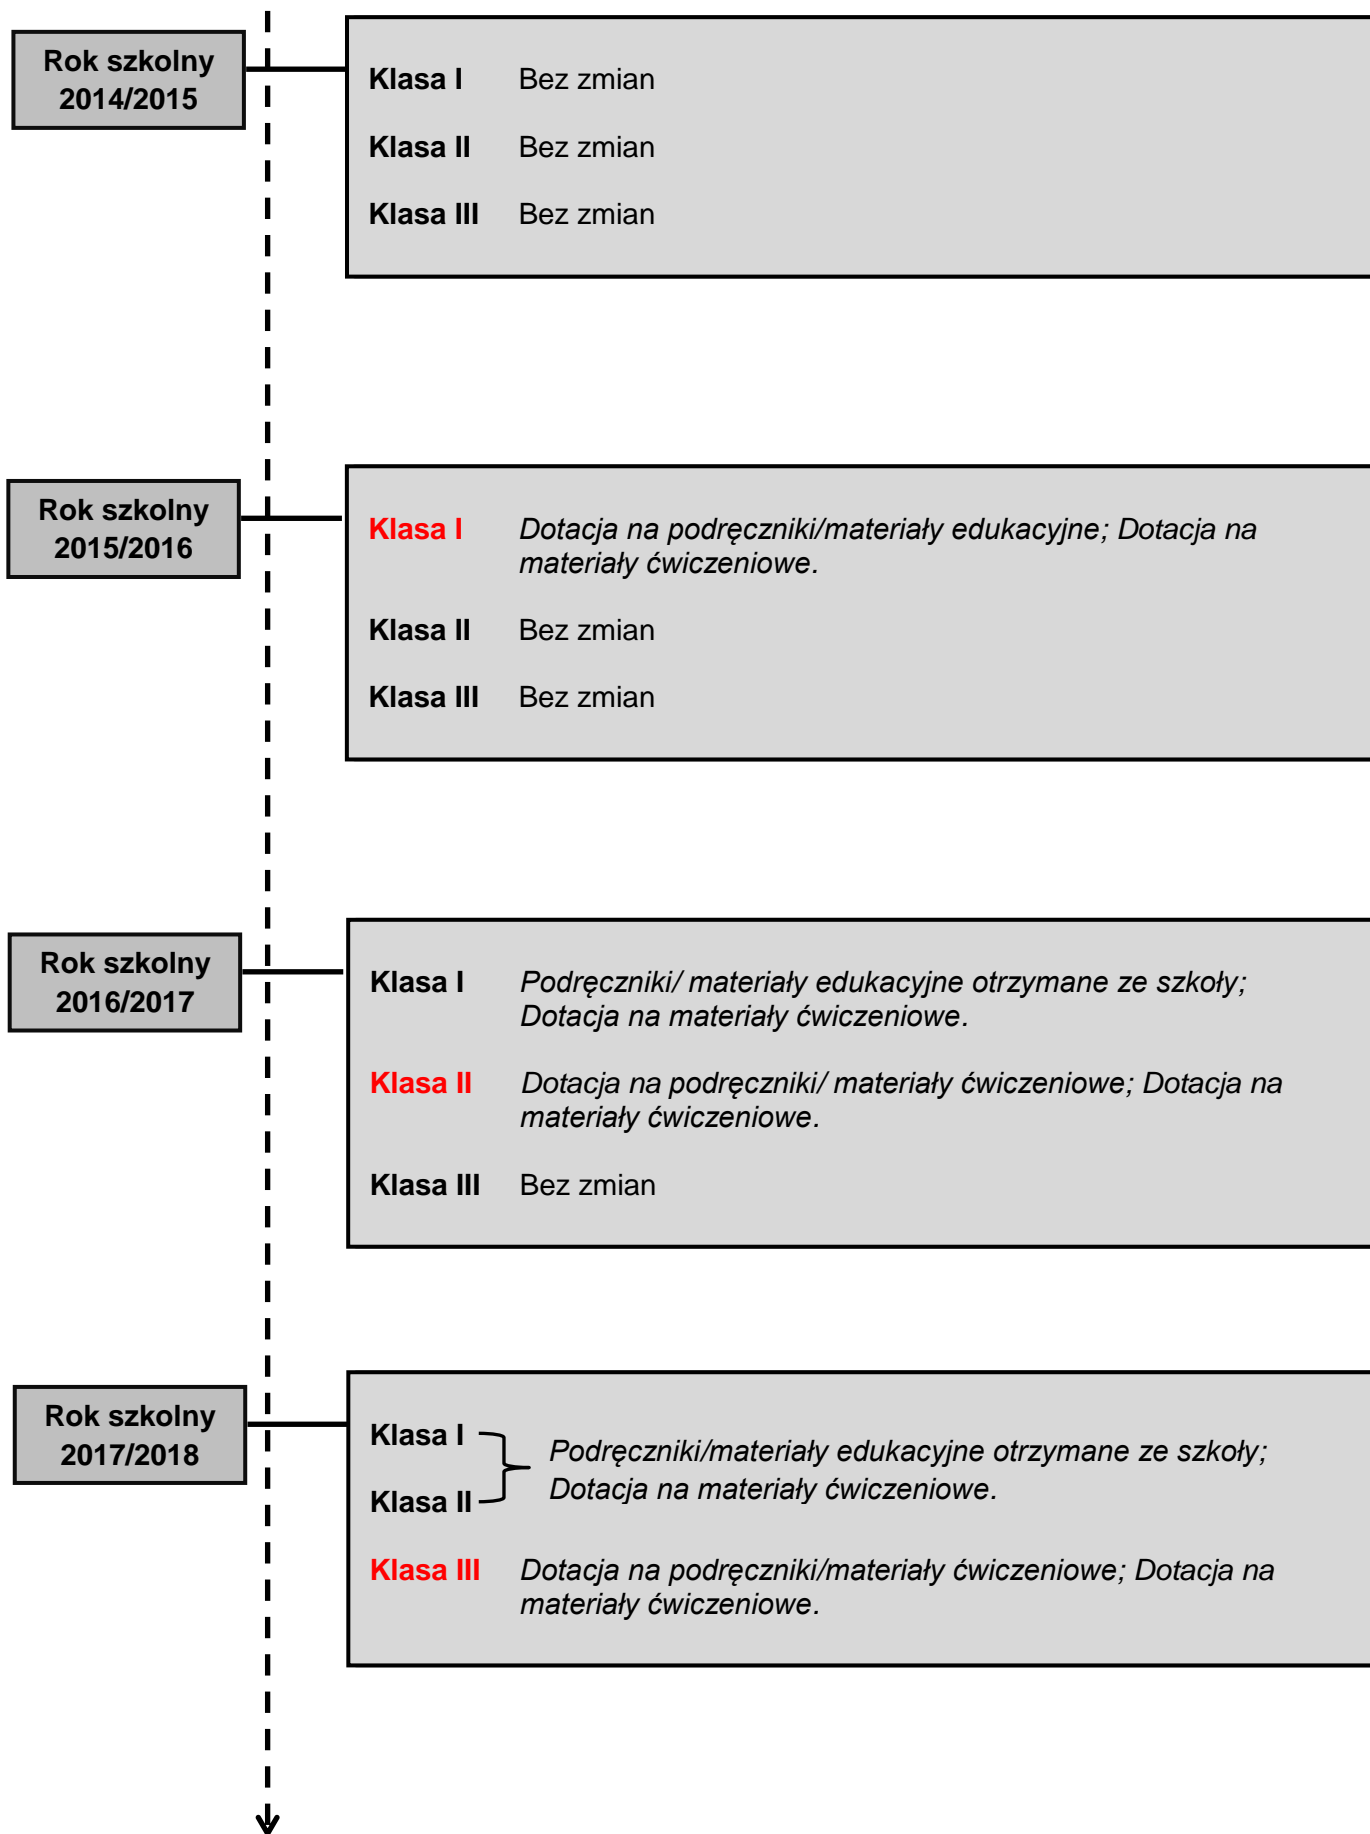 Rok szkolny
2014/2015
Klasa I Bez zmian
Klasa II Bez zmian
Klasa III Bez zmian
Rok szkolny
2015/2016
Klasa I Dotacja na podręczniki/materiały edukacyjne; Dotacja na
materiały ćwiczeniowe.
Klasa II Bez zmian
Klasa III Bez zmian
Rok szkolny
2016/2017
Klasa I Podręczniki/ materiały edukacyjne otrzymane ze szkoły;
Dotacja na materiały ćwiczeniowe.
Klasa II Dotacja na podręczniki/ materiały ćwiczeniowe; Dotacja na
materiały ćwiczeniowe.
Klasa III Bez zmian
Rok szkolny
2017/2018
Klasa I
Klasa II
Podręczniki/materiały edukacyjne otrzymane ze szkoły;
Dotacja na materiały ćwiczeniowe.
Klasa III Dotacja na podręczniki/materiały ćwiczeniowe; Dotacja na
materiały ćwiczeniowe.